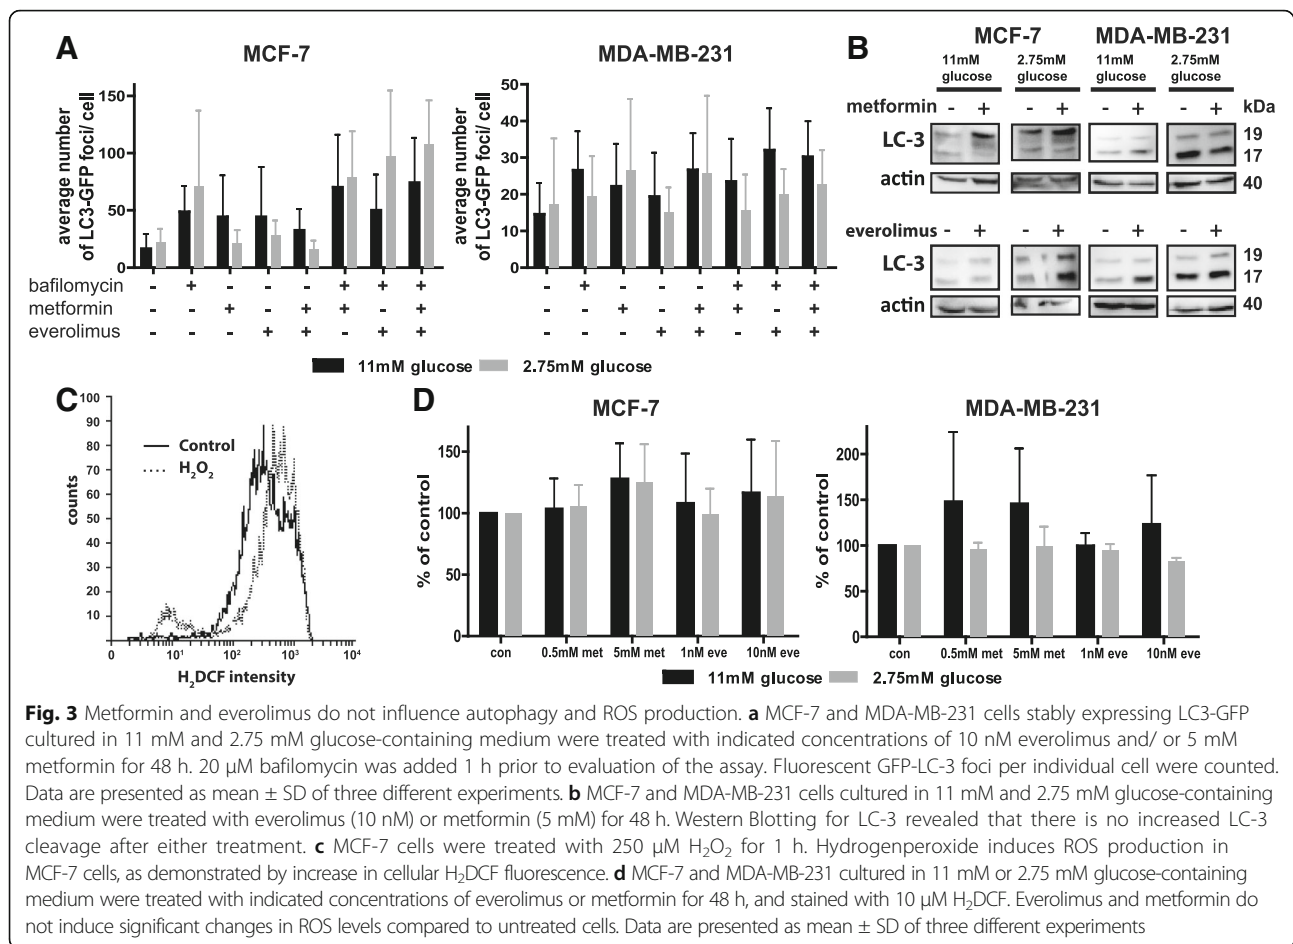 A
MCF-7
MDA-MB-231
average number
of LC3-GFP foci/ cell
150
100
50
0
average number
of LC3-GFP foci/ cell
50
40
30
20
10
0
bafilomycin - + - - - + + + - + - - - + + +
metformin - - + - + + - + - - + - + + - +
everolimus - - - + + - + + - - - + + - + +
11mM glucose 2.75mM glucose
B
MCF-7 MDA-MB-231
11mM glucose 2.75mM glucose 11mM glucose 2.75mM glucose
metformin - + - + - + - + kDa
LC-3 19
17
actin 40
everolimus - + - + - + - +
LC-3 19
17
actin 40
C
counts
100
90
80
70
60
50
40
30
20
10
Control
H₂O₂
0 10¹ 10² 10³ 10⁴
H₂DCF intensity
D
MCF-7
% of control
150
100
50
0
con 0.5mM met 5mM met 1nM eve 10nM eve
MDA-MB-231
% of control
200
150
100
50
0
con 0.5mM met 5mM met 1nM eve 10nM eve
11mM glucose 2.75mM glucose
Fig. 3 Metformin and everolimus do not influence autophagy and ROS production. a MCF-7 and MDA-MB-231 cells stably expressing LC3-GFP
cultured in 11 mM and 2.75 mM glucose-containing medium were treated with indicated concentrations of 10 nM everolimus and/ or 5 mM
metformin for 48 h. 20 μM bafilomycin was added 1 h prior to evaluation of the assay. Fluorescent GFP-LC-3 foci per individual cell were counted.
Data are presented as mean ± SD of three different experiments. b MCF-7 and MDA-MB-231 cells cultured in 11 mM and 2.75 mM glucose-containing
medium were treated with everolimus (10 nM) or metformin (5 mM) for 48 h. Western Blotting for LC-3 revealed that there is no increased LC-3
cleavage after either treatment. c MCF-7 cells were treated with 250 μM H₂O₂ for 1 h. Hydrogenperoxide induces ROS production in
MCF-7 cells, as demonstrated by increase in cellular H₂DCF fluorescence. d MCF-7 and MDA-MB-231 cultured in 11 mM or 2.75 mM glucose-containing
medium were treated with indicated concentrations of everolimus or metformin for 48 h, and stained with 10 μM H₂DCF. Everolimus and metformin do
not induce significant changes in ROS levels compared to untreated cells. Data are presented as mean ± SD of three different experiments